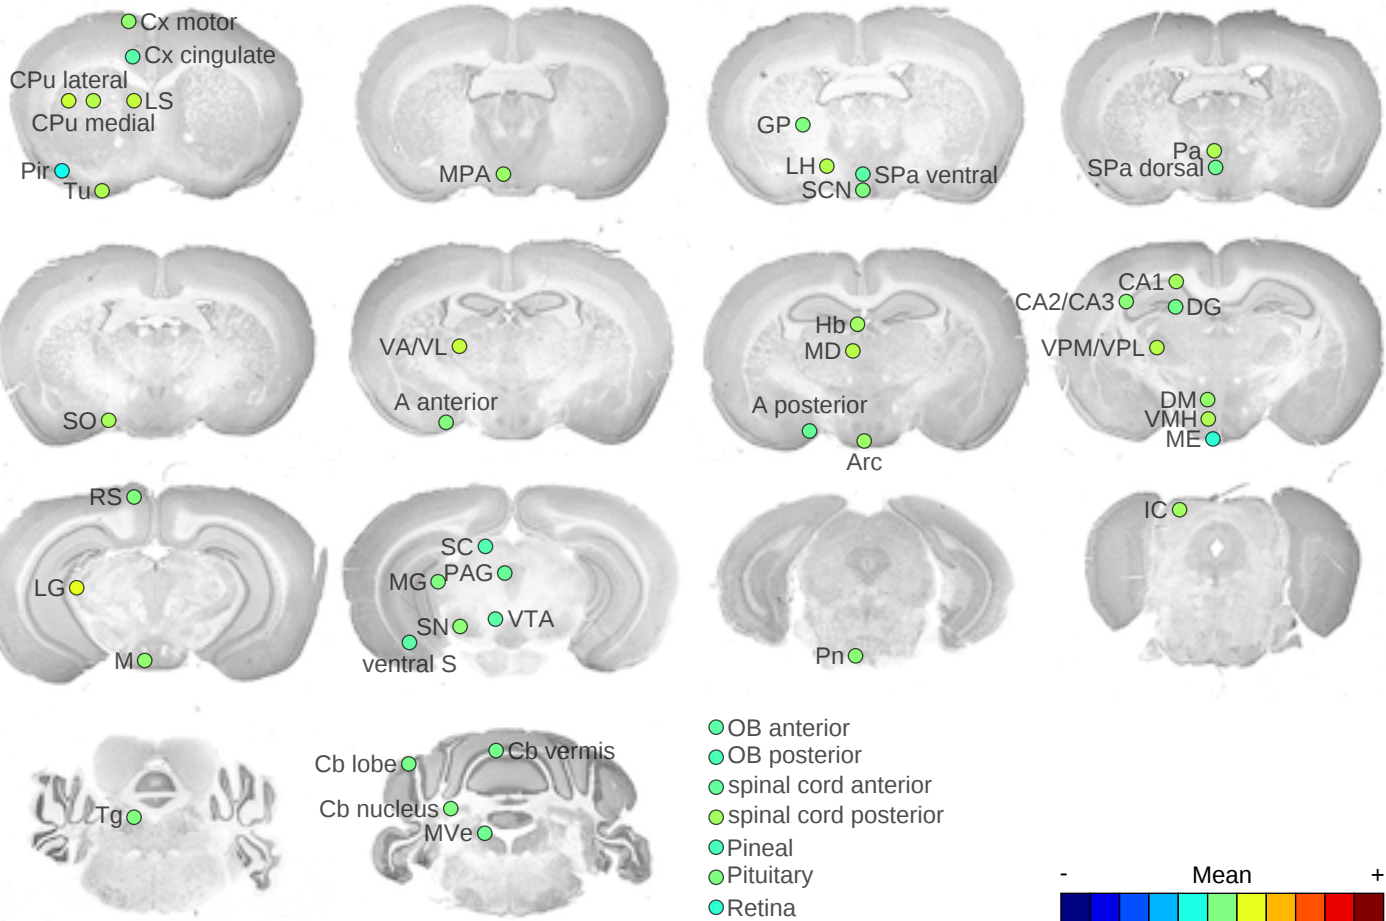 Cx motor
Cx cingulate
CPu lateral
LS
CPu medial
Pir
Tu
MPA
GP
LH
SPa ventral
SCN
Pa
SPa dorsal
SO
VA/VL
A anterior
Hb
MD
A posterior
Arc
CA1
CA2/CA3
DG
VPM/VPL
DM
VMH
ME
RS
LG
M
SC
PAG
MG
SN
VTA
ventral S
Pn
IC
Tg
Cb vermis
Cb lobe
Cb nucleus
MVe
OB anterior
OB posterior
spinal cord anterior
spinal cord posterior
Pineal
Pituitary
Retina
- Mean +